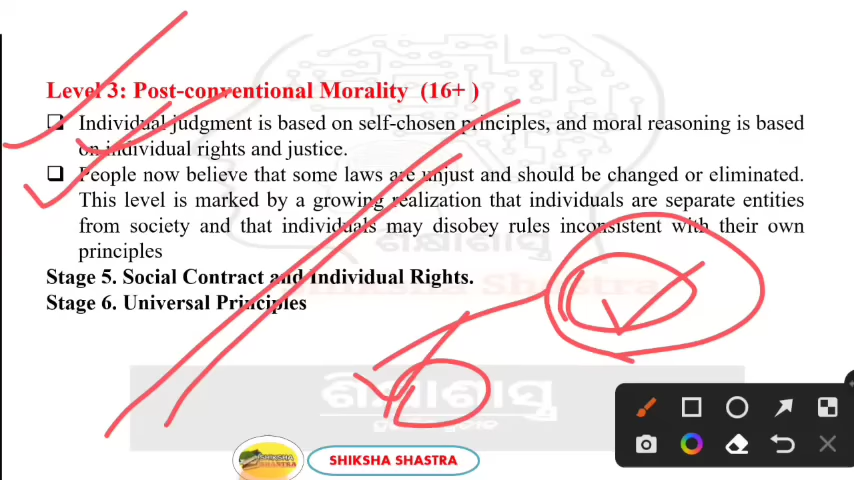 Level 3: Post-conventional Morality (16+ )
Individual judgment is based on self-chosen principles, and moral reasoning is based
on individual rights and justice.
People now believe that some laws are unjust and should be changed or eliminated.
This level is marked by a growing realization that individuals are separate entities
from society and that individuals may disobey rules inconsistent with their own
principles
Stage 5. Social Contract and Individual Rights.
Stage 6. Universal Principles
ଶିକ୍ଷାଶାସ୍ତ୍ର
SHIKSHA SHASTRA
SHIKSHA SHASTRA